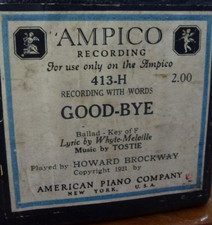 AMPICO
RECORDING
For use only on the Ampico
413-H
2.00
RECORDING WITH WORDS
GOOD-BYE
Ballad - Key of F
Lyric by Whyte-Melville
Music by TOSTIE
Played by HOWARD BROCKWAY
Copyright 1921 by
AMERICAN PIANO COMPANY
NEW YORK, U.S.A.